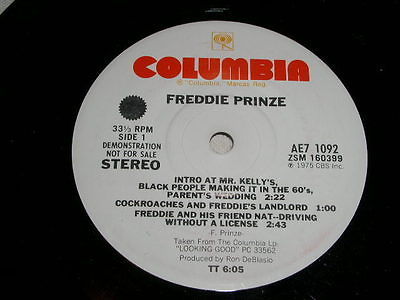 COLUMBIA
® "Columbia," Marcas Reg.
FREDDIE PRINZE
33⅓ RPM
SIDE 1
DEMONSTRATION
NOT FOR SALE
STEREO
AE7 1092
ZSM 160399
℗ 1975 CBS Inc.
INTRO AT MR. KELLY'S,
BLACK PEOPLE MAKING IT IN THE 60's,
PARENT'S WEDDING 2:22
COCKROACHES AND FREDDIE'S LANDLORD 1:00
FREDDIE AND HIS FRIEND NAT--DRIVING
WITHOUT A LICENSE 2:43
-F. Prinze-
Taken From The Columbia Lp:
"LOOKING GOOD" PC 33562
Produced by Ron DeBlasio
TT 6:05